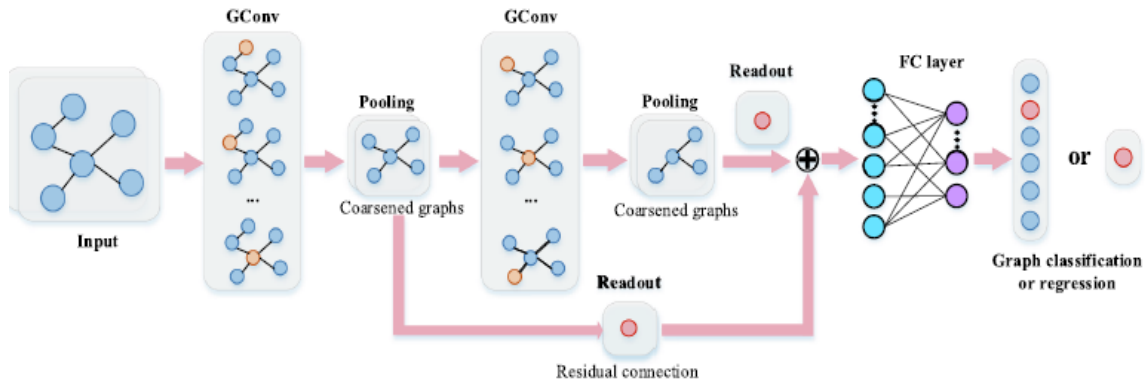 GConv
GConv
Readout
FC layer
Pooling
Pooling
...
...
or
Coarsened graphs
Coarsened graphs
Input
Graph classification
or regression
Readout
Residual connection